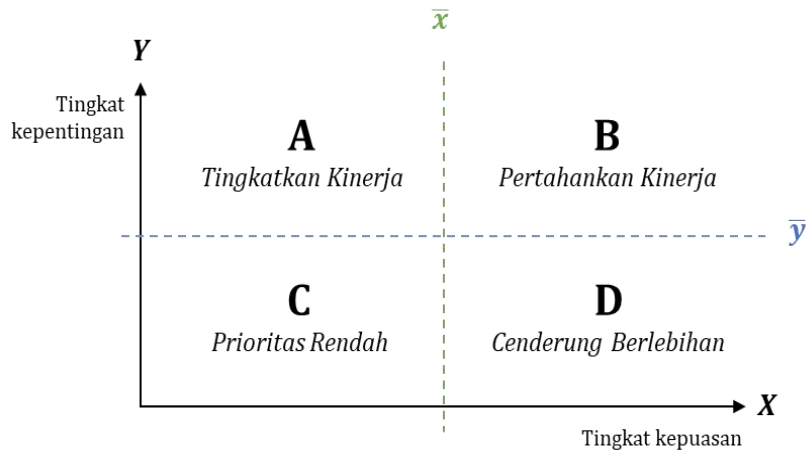 x̅
Y
Tingkat
kepentingan
A
B
Tingkatkan Kinerja
Pertahankan Kinerja
y̅
C
D
Prioritas Rendah
Cenderung Berlebihan
X
Tingkat kepuasan